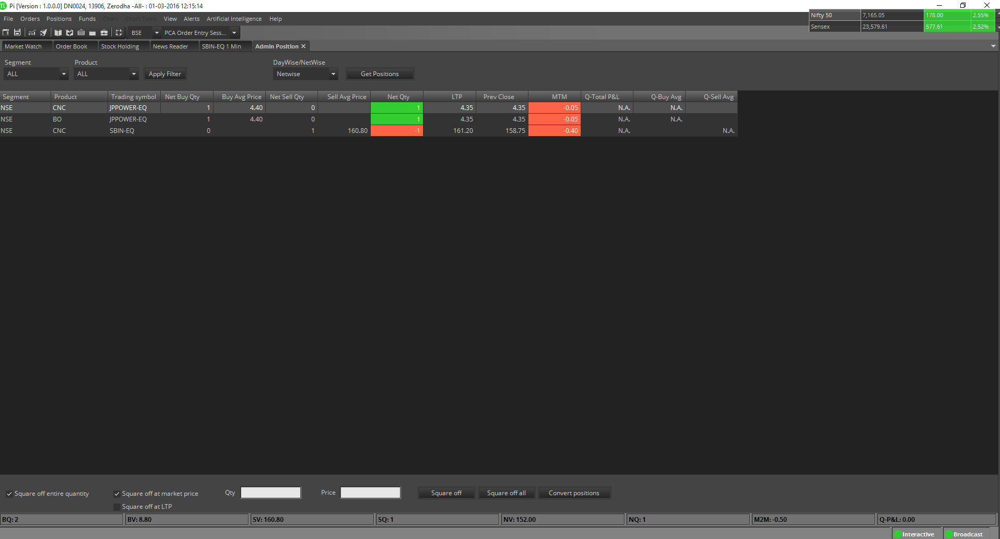 Pi [Version : 1.0.0.0] DN0024, 13906, Zerodha -All- : 01-03-2016 12:15:14
File Orders Positions Funds Chart Chart Tools View Alerts Artificial Intelligence Help
Nifty 50 7,165.05 178.00 2.55%
Sensex 23,579.61 577.61 2.52%
BSE PCA Order Entry Sess...
Market Watch Order Book Stock Holding News Reader SBIN-EQ 1 Min Admin Position
Segment Product DayWise/NetWise
ALL ALL Apply Filter Netwise Get Positions
Segment Product Trading symbol Net Buy Qty Buy Avg Price Net Sell Qty Sell Avg Price Net Qty LTP Prev Close MTM Q-Total P&L Q-Buy Avg Q-Sell Avg
NSE CNC JPPOWER-EQ 1 4.40 0 1 4.35 4.35 -0.05 N.A. N.A.
NSE BO JPPOWER-EQ 1 4.40 0 1 4.35 4.35 -0.05 N.A. N.A.
NSE CNC SBIN-EQ 0 1 160.80 -1 161.20 158.75 -0.40 N.A. N.A.
Square off entire quantity Square off at market price Qty Price Square off Square off all Convert positions
Square off at LTP
BQ: 2 BV: 8.80 SV: 160.80 SQ: 1 NV: 152.00 NQ: 1 M2M: -0.50 Q-P&L: 0.00
Interactive Broadcast